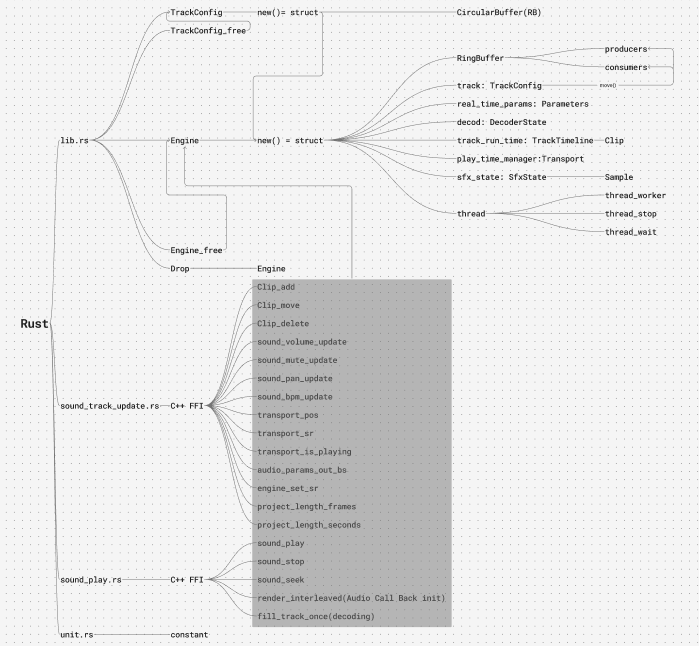 TrackConfig
new()= struct
CircularBuffer(RB)
TrackConfig_free
producers
RingBuffer
consumers
track: TrackConfig
move()
real_time_params: Parameters
decod: DecoderState
lib.rs
Engine
new() = struct
track_run_time: TrackTimeline
Clip
play_time_manager:Transport
sfx_state: SfxState
Sample
thread_worker
thread
thread_stop
thread_wait
Engine_free
Drop
Engine
Clip_add
Clip_move
Rust
Clip_delete
sound_volume_update
sound_mute_update
sound_pan_update
sound_bpm_update
sound_track_update.rs
C++ FFI
transport_pos
transport_sr
transport_is_playing
audio_params_out_bs
engine_set_sr
project_length_frames
project_length_seconds
sound_play
sound_stop
sound_play.rs
C++ FFI
sound_seek
render_interleaved(Audio Call Back init)
fill_track_once(decoding)
unit.rs
constant